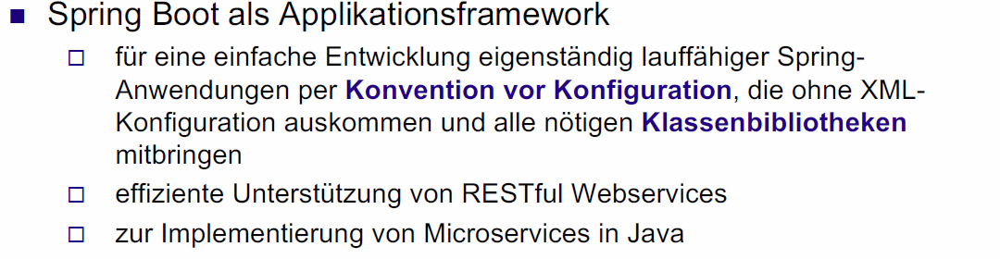 Spring Boot als Applikationsframework
für eine einfache Entwicklung eigenständig lauffähiger Spring-
Anwendungen per Konvention vor Konfiguration, die ohne XML-
Konfiguration auskommen und alle nötigen Klassenbibliotheken
mitbringen
effiziente Unterstützung von RESTful Webservices
zur Implementierung von Microservices in Java